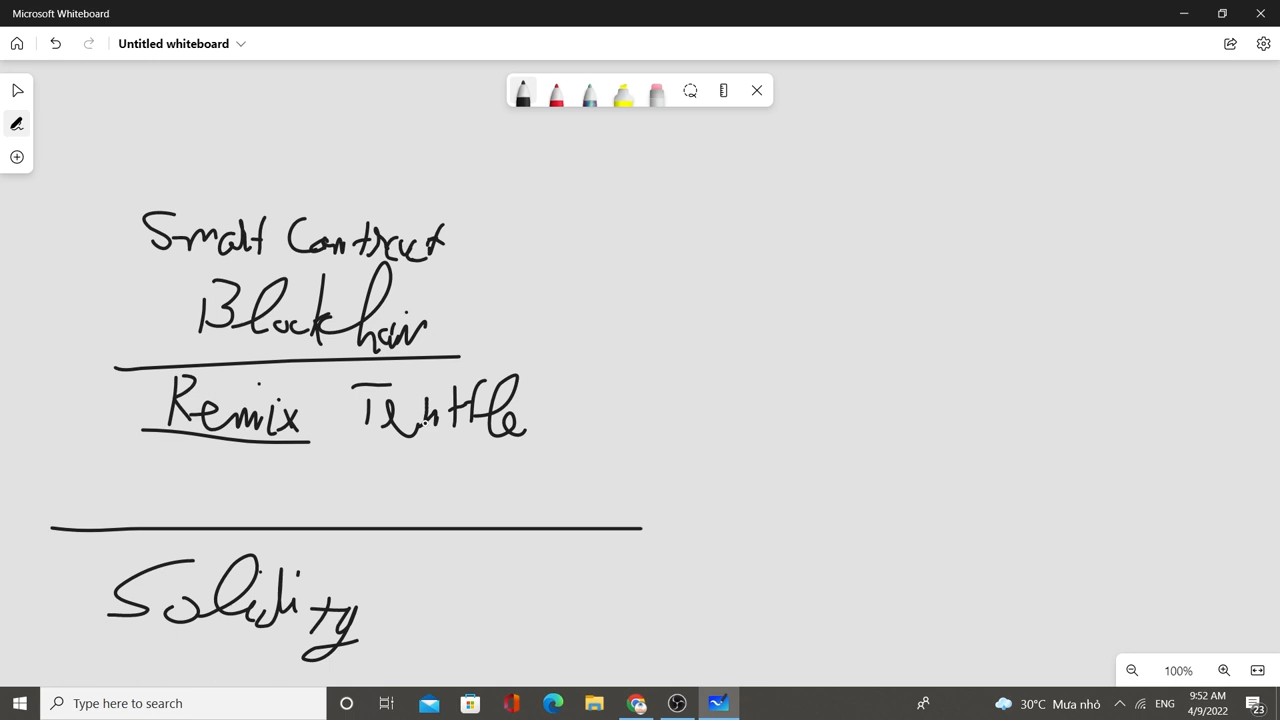 Microsoft Whiteboard
Untitled whiteboard
Smart Contract
Blockchain
Remix
Solidity
100%
Type here to search
30°C Mưa nhỏ
ENG
9:52 AM
4/9/2022
23